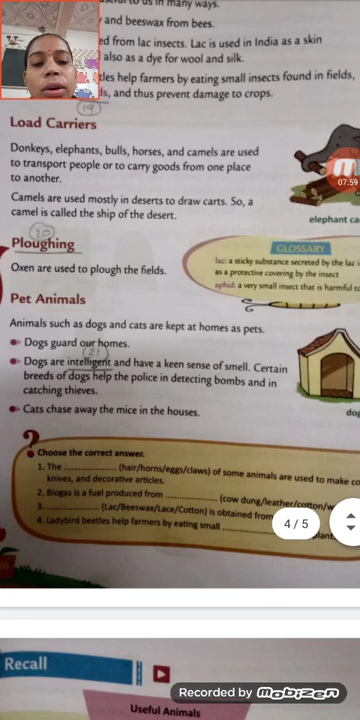 to us in many ways.
and beeswax from bees.
ed from lac insects. Lac is used in India as a skin
also as a dye for wool and silk.
tles help farmers by eating small insects found in fields,
ds, and thus prevent damage to crops.
19
Load Carriers
Donkeys, elephants, bulls, horses, and camels are used
to transport people or to carry goods from one place
to another.
Camels are used mostly in deserts to draw carts. So, a
camel is called the ship of the desert.
07:59
elephant ca
20
Ploughing
Oxen are used to plough the fields.
GLOSSARY
lac: a sticky substance secreted by the lac i
as a protective covering by the insect
aphid: a very small insect that is harmful to
Pet Animals
Animals such as dogs and cats are kept at homes as pets.
Dogs guard our homes.
21
Dogs are intelligent and have a keen sense of smell. Certain
breeds of dogs help the police in detecting bombs and in
catching thieves.
Cats chase away the mice in the houses.
dog
? Choose the correct answer.
1. The .................... (hair/horns/eggs/claws) of some animals are used to make co
knives, and decorative articles.
2. Biogas is a fuel produced from .................... (cow dung/leather/cotton/w
3. .................... (Lac/Beeswax/Lace/Cotton) is obtained from
4. Ladybird beetles help farmers by eating small ....................
plant
4 / 5
Recall
Useful Animals
Recorded by mobizen